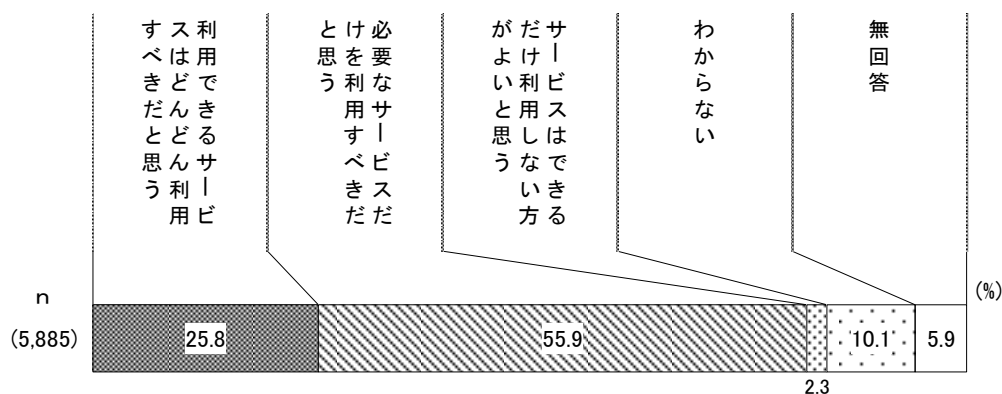 利用できるサービ
スはどんどん利用
すべきだと思う
必要なサービスだ
けを利用すべきだ
と思う
サービスはできる
だけ利用しない方
がよいと思う
わからない
無回答
(%)
n
(5,885)
25.8
55.9
2.3
10.1
5.9